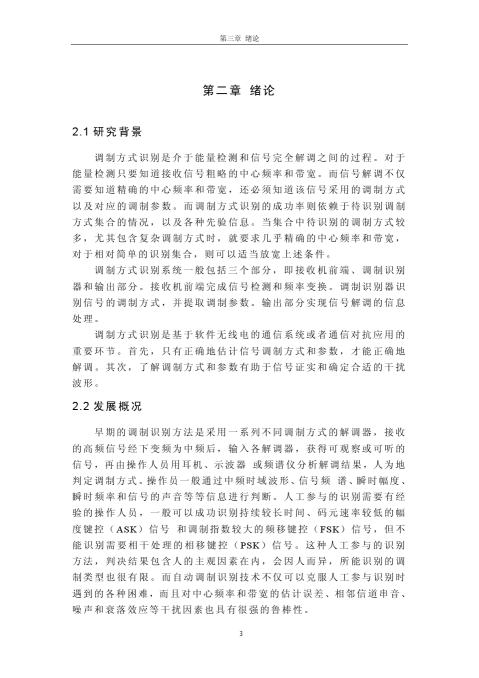 第三章 绪论
第二章 绪论
2.1 研究背景
调制方式识别是介于能量检测和信号完全解调之间的过程。对于
能量检测只要知道接收信号粗略的中心频率和带宽。而信号解调不仅
需要知道精确的中心频率和带宽，还必须知道该信号采用的调制方式
以及对应的调制参数。而调制方式识别的成功率则依赖于待识别调制
方式集合的情况，以及各种先验信息。当集合中待识别的调制方式较
多，尤其包含复杂调制方式时，就要求几乎精确的中心频率和带宽，
对于相对简单的识别集合，则可以适当放宽上述条件。
调制方式识别系统一般包括三个部分，即接收机前端、调制识别
器和输出部分。接收机前端完成信号检测和频率变换。调制识别器识
别信号的调制方式，并提取调制参数。输出部分实现信号解调的信息
处理。
调制方式识别是基于软件无线电的通信系统或者通信对抗应用的
重要环节。首先，只有正确地估计信号调制方式和参数，才能正确地
解调。其次，了解调制方式和参数有助于信号证实和确定合适的干扰
波形。
2.2 发展概况
早期的调制识别方法是采用一系列不同调制方式的解调器，接收
的高频信号经下变频为中频后，输入各解调器，获得可观察或可听的
信号，再由操作人员用耳机、示波器 或频谱仪分析解调结果，人为地
判定调制方式。操作员一般通过中频时域波形、信号频 谱、瞬时幅度、
瞬时频率和信号的声音等等信息进行判断。人工参与的识别需要有经
验的操作人员，一般可以成功识别持续较长时间、码元速率较低的幅
度键控（ASK）信号 和调制指数较大的频移键控（FSK）信号，但不
能识别需要相干处理的相移键控（PSK）信号。这种人工参与的识别
方法，判决结果包含人的主观因素在内，会因人而异，所能识别的调
制类型也很有限。而自动调制识别技术不仅可以克服人工参与识别时
遇到的各种困难，而且对中心频率和带宽的估计误差、相邻信道串音、
噪声和衰落效应等干扰因素也具有很强的鲁棒性。
3